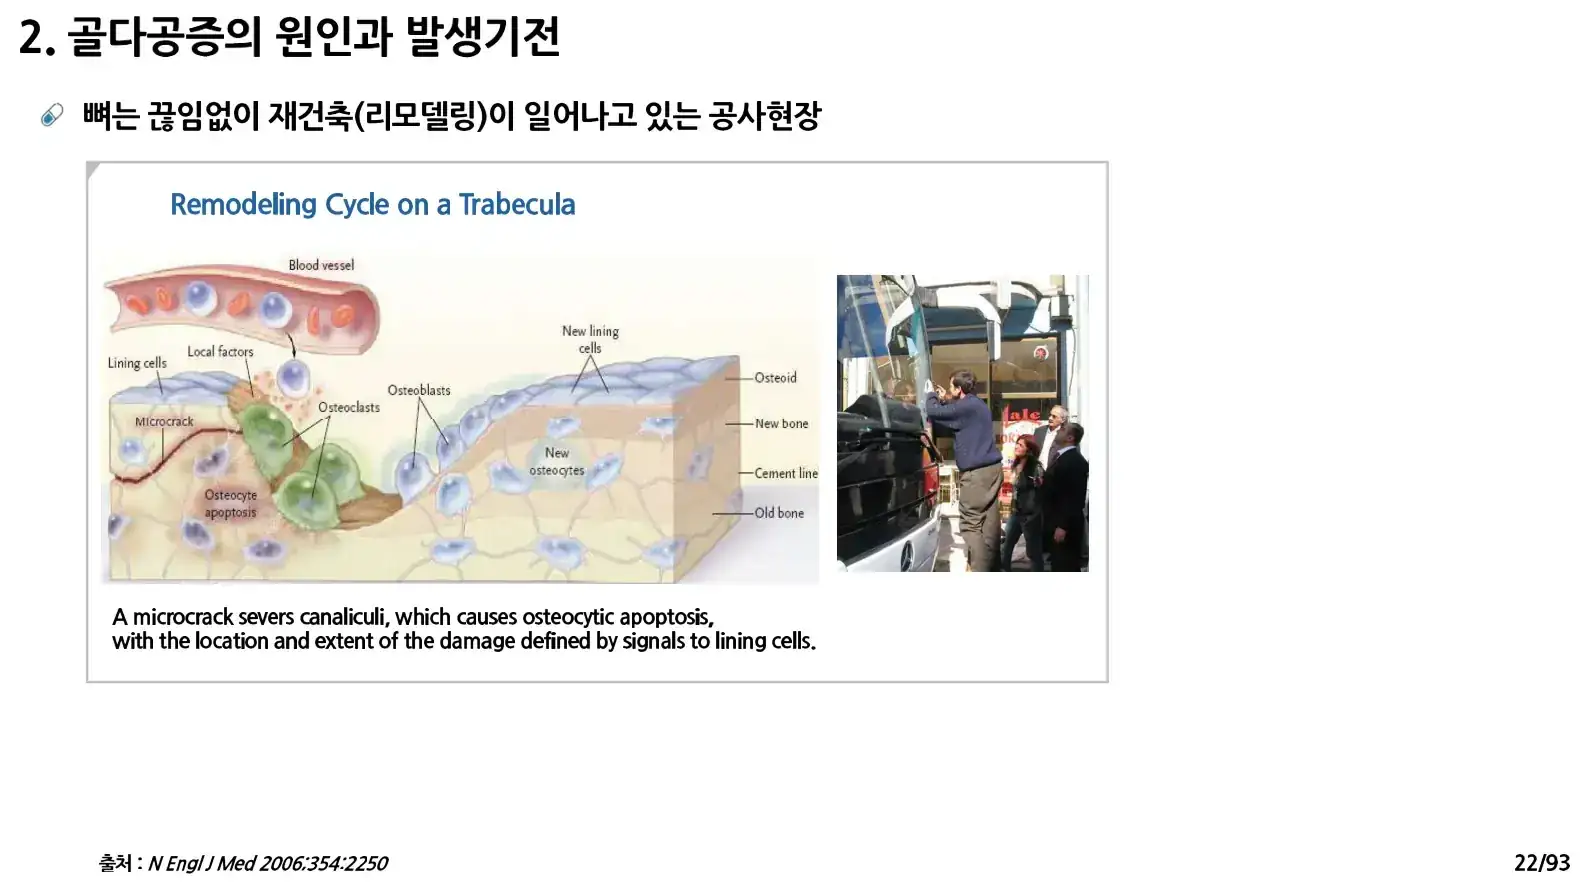 2. 골다공증의 원인과 발생기전
뼈는 끊임없이 재건축(리모델링)이 일어나고 있는 공사현장
Remodeling Cycle on a Trabecula
Blood vessel
New lining
cells
Lining cells
Local factors
Osteoclasts
Osteoblasts
Osteoid
Microcrack
New bone
New
osteocytes
Cement line
Osteocyte
apoptosis
Old bone
ale
A microcrack severs canaliculi, which causes osteocytic apoptosis,
with the location and extent of the damage defined by signals to lining cells.
출처 : N Engl J Med 2006;354:2250
22/93